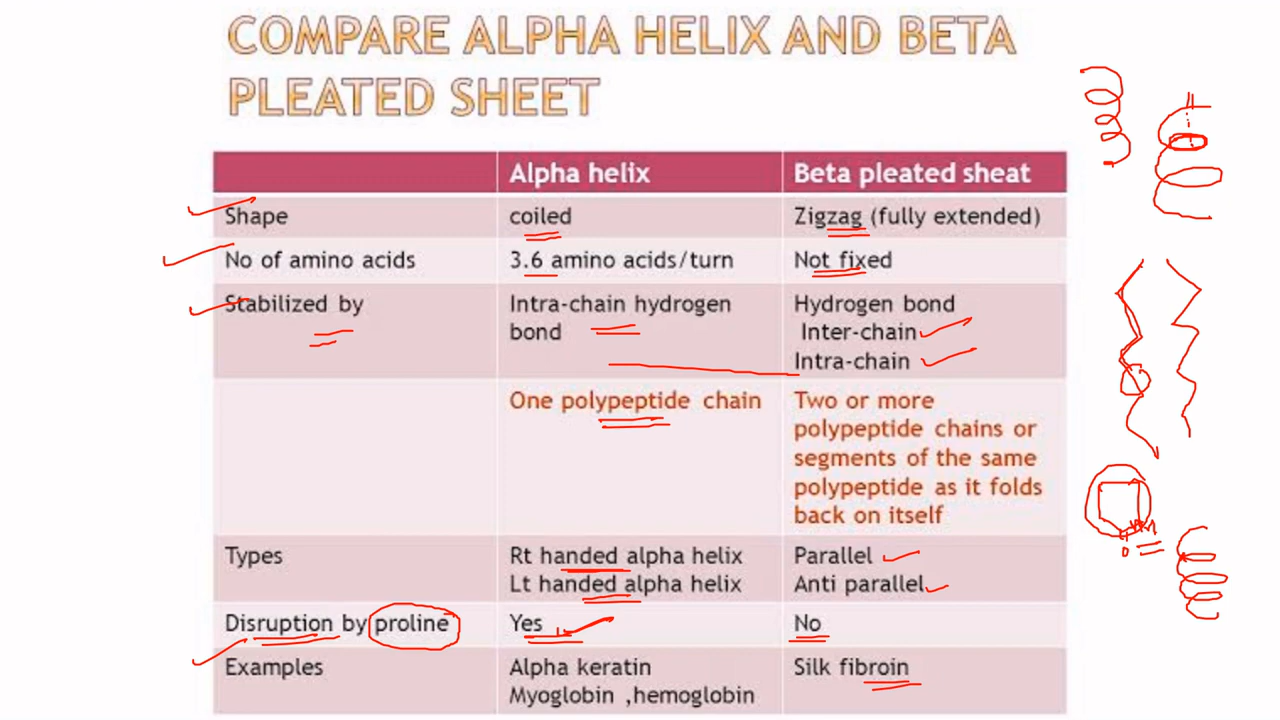 COMPARE ALPHA HELIX AND BETA
PLEATED SHEET
Alpha helix Beta pleated sheat
Shape coiled Zigzag (fully extended)
No of amino acids 3.6 amino acids/turn Not fixed
Stabilized by Intra-chain hydrogen Hydrogen bond
bond Inter-chain
Intra-chain
One polypeptide chain Two or more
polypeptide chains or
segments of the same
polypeptide as it folds
back on itself
Types Rt handed alpha helix Parallel
Lt handed alpha helix Anti parallel
Disruption by proline Yes No
Examples Alpha keratin Silk fibroin
Myoglobin ,hemoglobin